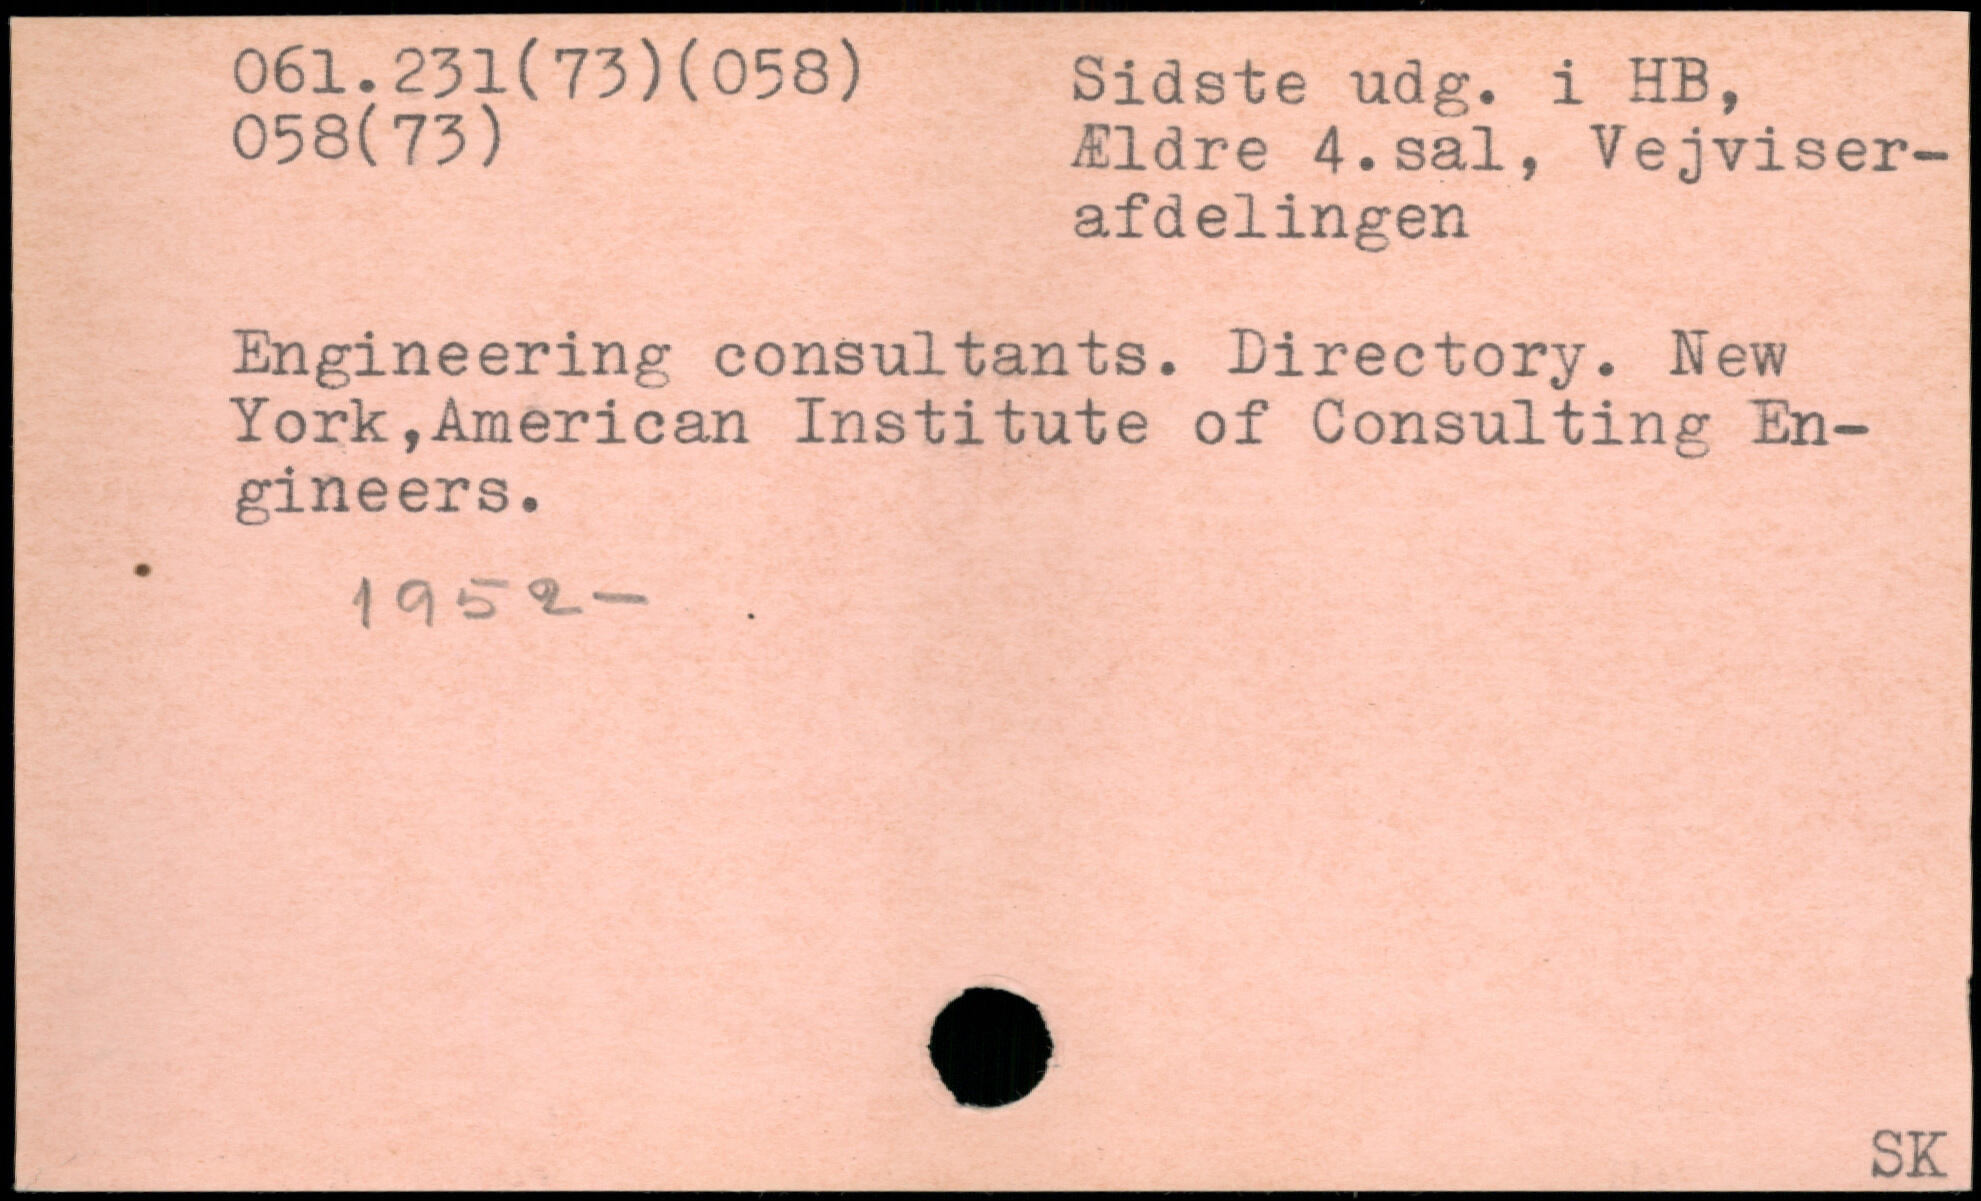 061.231(73)(058)
058(73)
Sidste udg. i HB,
Ældre 4.sal, Vejviser-
afdelingen
Engineering consultants. Directory. New
York,American Institute of Consulting En-
gineers.
1952-
SK